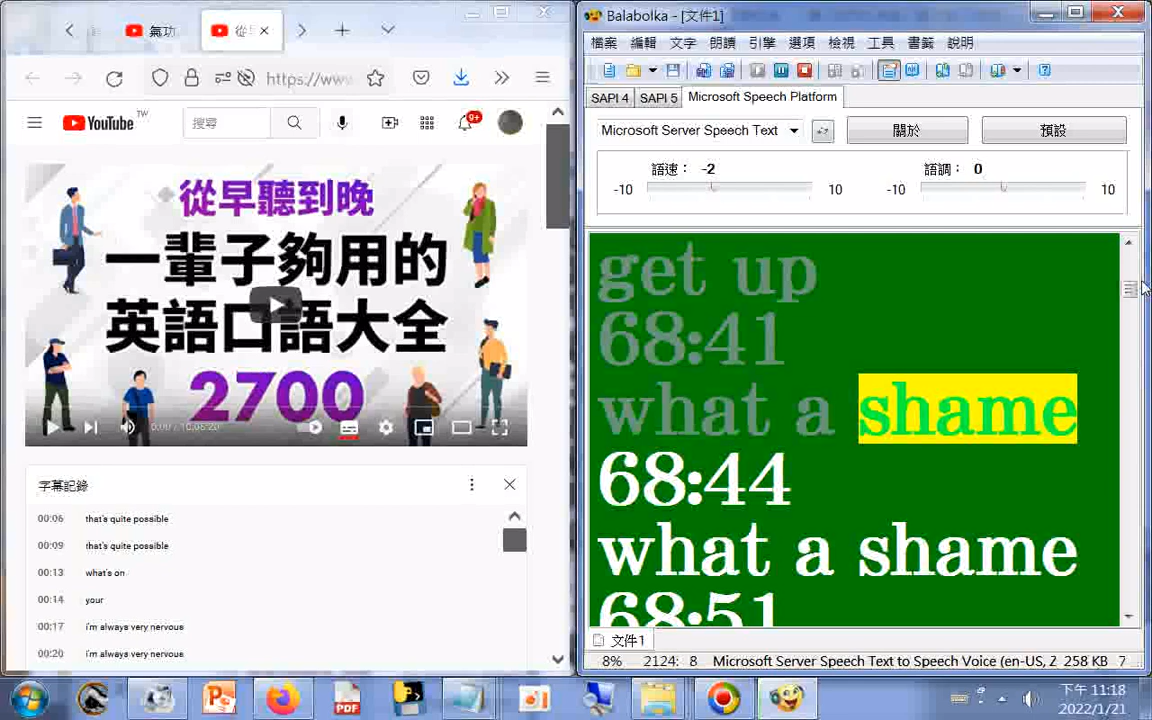 氣功
從!
https://www
YouTube TW
搜尋
9+
從早聽到晚
一輩子夠用的
英語口語大全
2700
字幕記錄
00:06 that's quite possible
00:09 that's quite possible
00:13 what's on
00:14 your
00:17 i'm always very nervous
00:20 i'm always very nervous
Balabolka - [文件1]
檔案 編輯 文字 朗讀 引擎 選項 檢視 工具 書籤 說明
SAPI 4 SAPI 5 Microsoft Speech Platform
Microsoft Server Speech Text
關於
預設
語速： -2
語調： 0
-10 10 -10 10
get up
68:41
what a shame
68:44
what a shame
68:51
文件1
8% 2124: 8 Microsoft Server Speech Text to Speech Voice (en-US, 2 258 KB 7
PDF
下午 11:18
2022/1/21